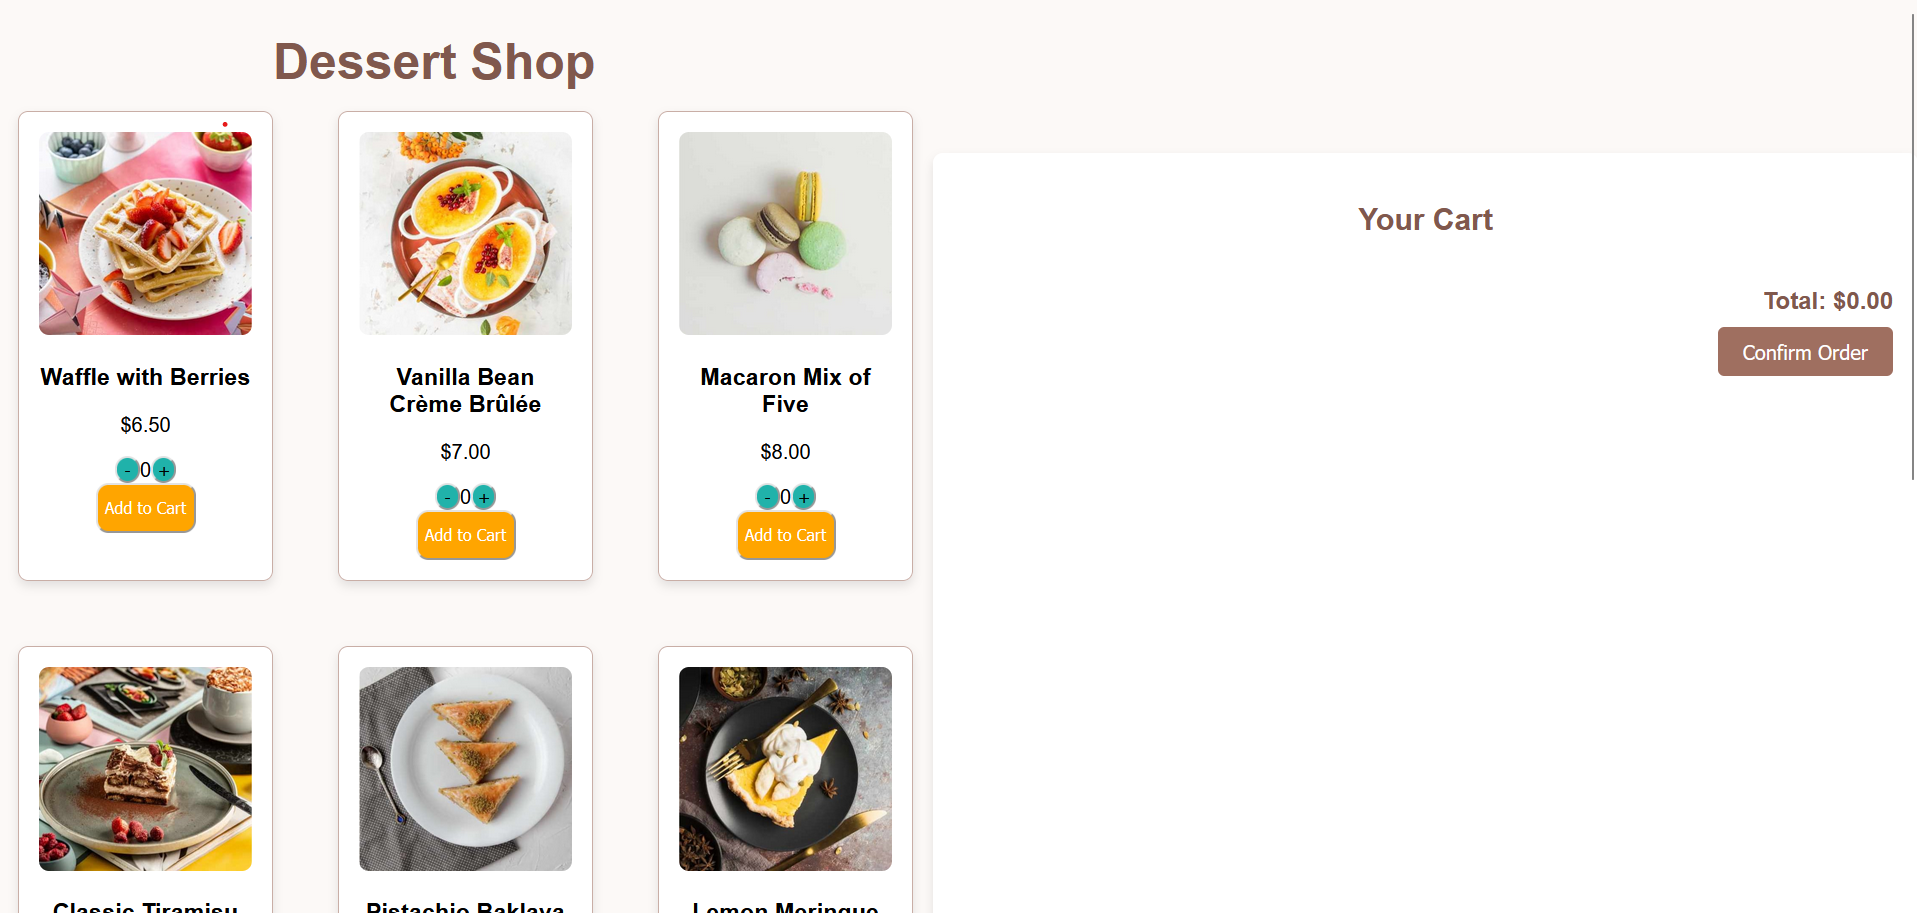 Dessert Shop
Waffle with Berries
$6.50
- 0 +
Add to Cart
Vanilla Bean
Crème Brûlée
$7.00
- 0 +
Add to Cart
Macaron Mix of
Five
$8.00
- 0 +
Add to Cart
Classic Tiramisu
Pistachio Baklava
Lemon Meringue
Your Cart
Total: $0.00
Confirm Order